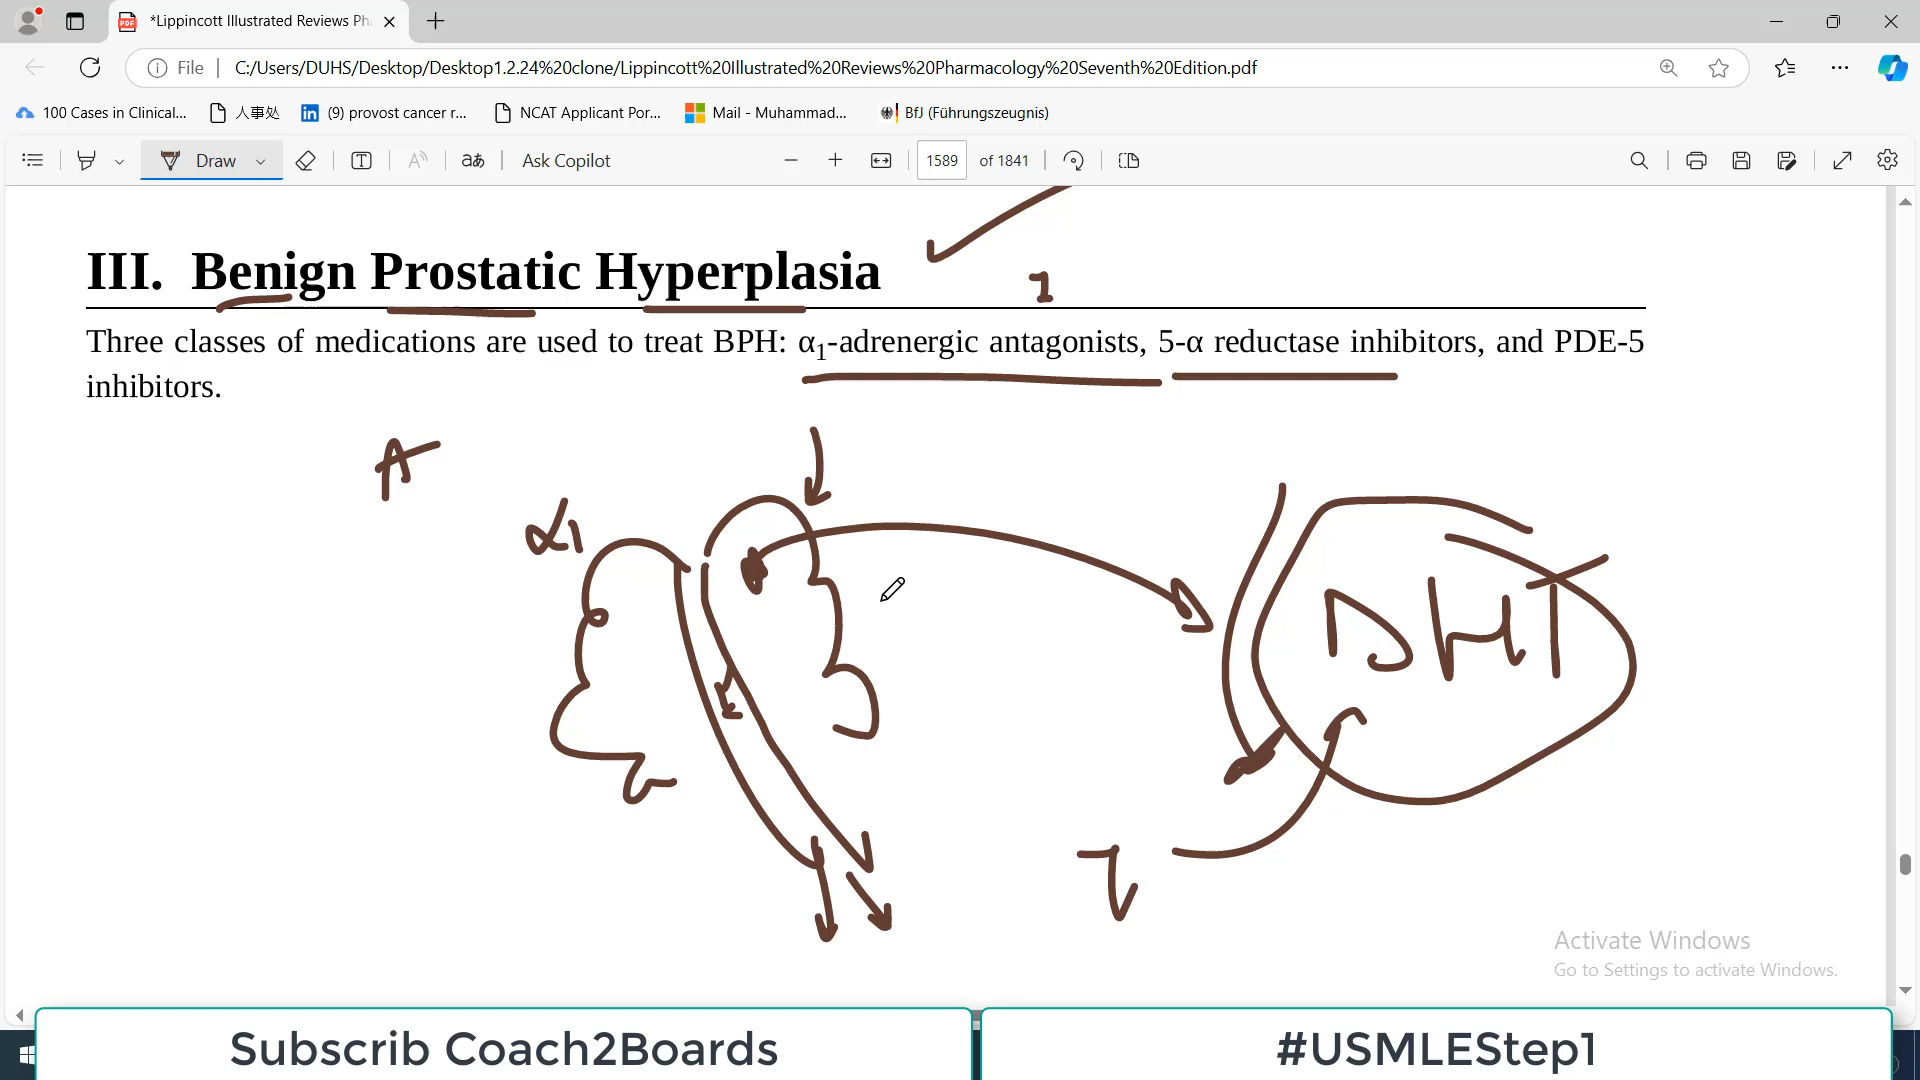 *Lippincott Illustrated Reviews Ph
File
C:/Users/DUHS/Desktop/Desktop1.2.24%20clone/Lippincott%20Illustrated%20Reviews%20Pharmacology%20Seventh%20Edition.pdf
100 Cases in Clinical...
人事处
(9) provost cancer r...
NCAT Applicant Por...
Mail - Muhammad...
BfJ (Führungszeugnis)
Draw
aあ
Ask Copilot
1589 of 1841
III. Benign Prostatic Hyperplasia
1
Three classes of medications are used to treat BPH: α1-adrenergic antagonists, 5-α reductase inhibitors, and PDE-5
inhibitors.
A
α1
DHT
Activate Windows
Go to Settings to activate Windows.
Subscrib Coach2Boards
#USMLEStep1